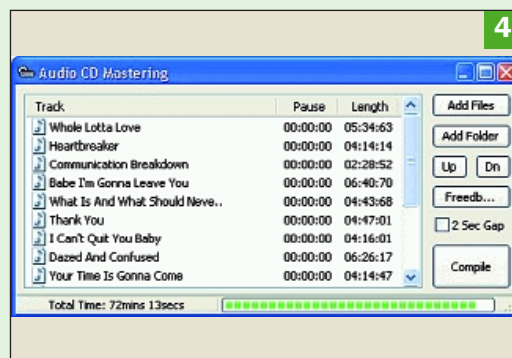 4
Audio CD Mastering
Track Pause Length
Whole Lotta Love 00:00:00 05:34:63
Heartbreaker 00:00:00 04:14:14
Communication Breakdown 00:00:00 02:28:52
Babe I'm Gonna Leave You 00:00:00 06:40:70
What Is And What Should Neve.. 00:00:00 04:43:68
Thank You 00:00:00 04:47:01
I Can't Quit You Baby 00:00:00 04:16:01
Dazed And Confused 00:00:00 06:26:17
Your Time Is Gonna Come 00:00:00 04:14:47
Add Files
Add Folder
Up Dn
Freedb...
2 Sec Gap
Compile
Total Time: 72mins 13secs